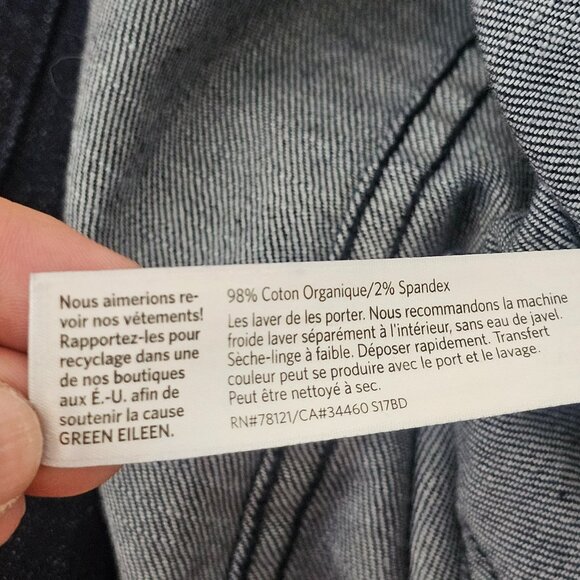 Nous aimerions re-
voir nos vêtements!
Rapportez-les pour
recyclage dans une
de nos boutiques
aux É.-U. afin de
soutenir la cause
GREEN EILEEN.
98% Coton Organique/2% Spandex
Les laver de les porter. Nous recommandons la machine
froide laver séparément à l'intérieur, sans eau de javel.
Sèche-linge à faible. Déposer rapidement. Transfert
couleur peut se produire avec le port et le lavage.
Peut être nettoyé à sec.
RN#78121/CA#34460 S17BD